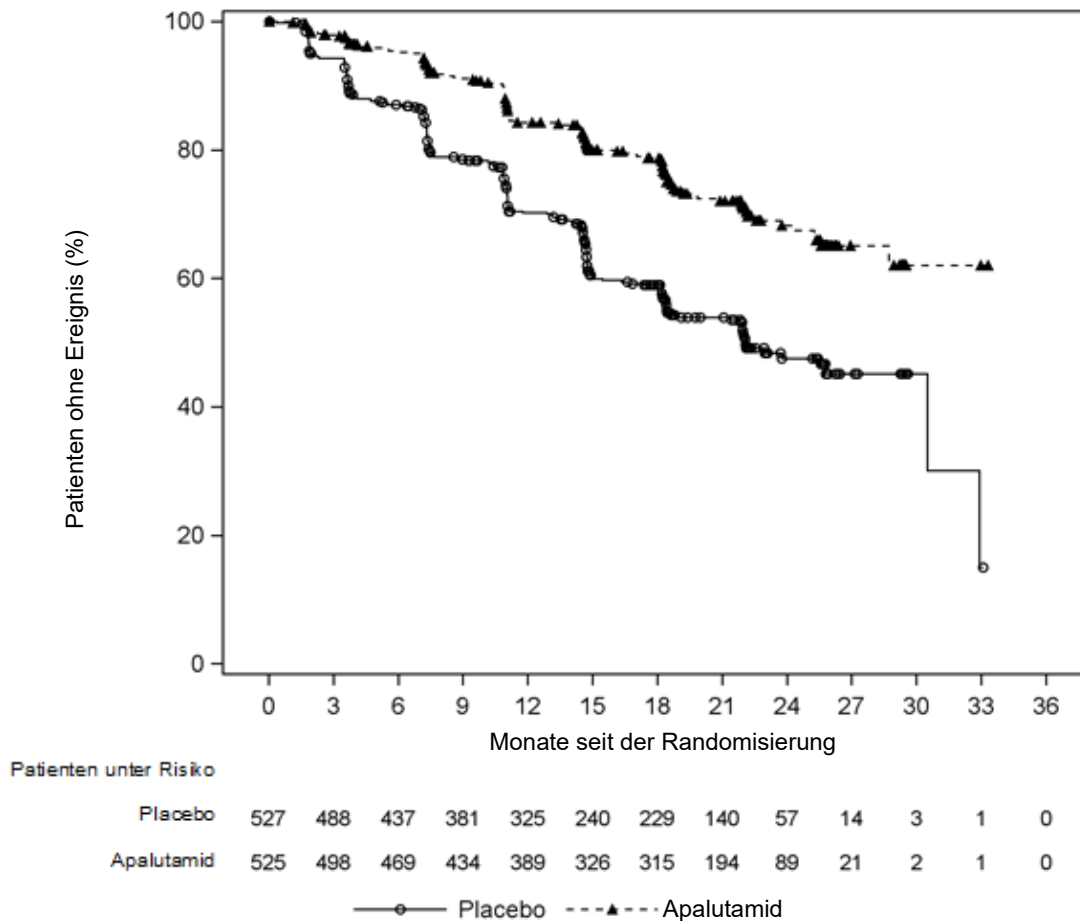 Patienten ohne Ereignis (%)
100
80
60
40
20
0
0 3 6 9 12 15 18 21 24 27 30 33 36
Monate seit der Randomisierung
Patienten unter Risiko
Placebo 527 488 437 381 325 240 229 140 57 14 3 1 0
Apalutamid 525 498 469 434 389 326 315 194 89 21 2 1 0
Placebo Apalutamid